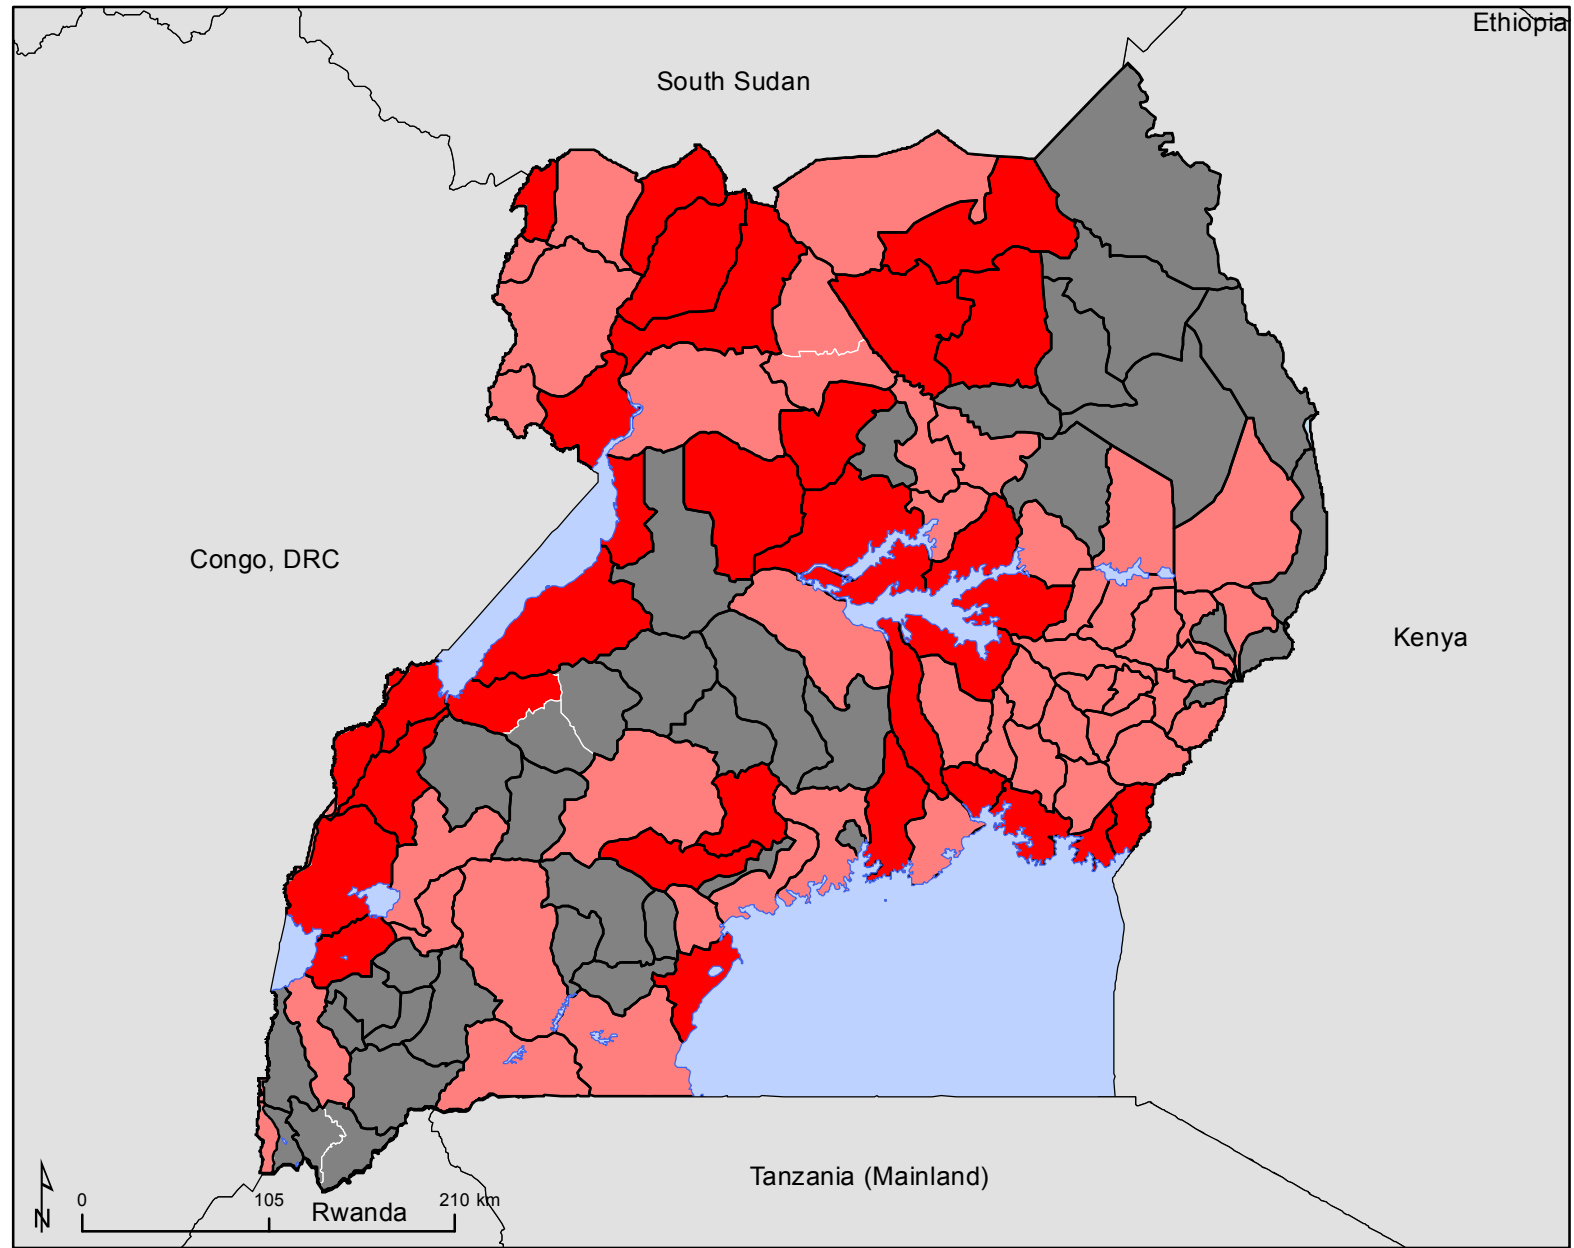 Ethiopia
South Sudan
Congo, DRC
Kenya
Tanzania (Mainland)
0 105 210 km
Rwanda
N